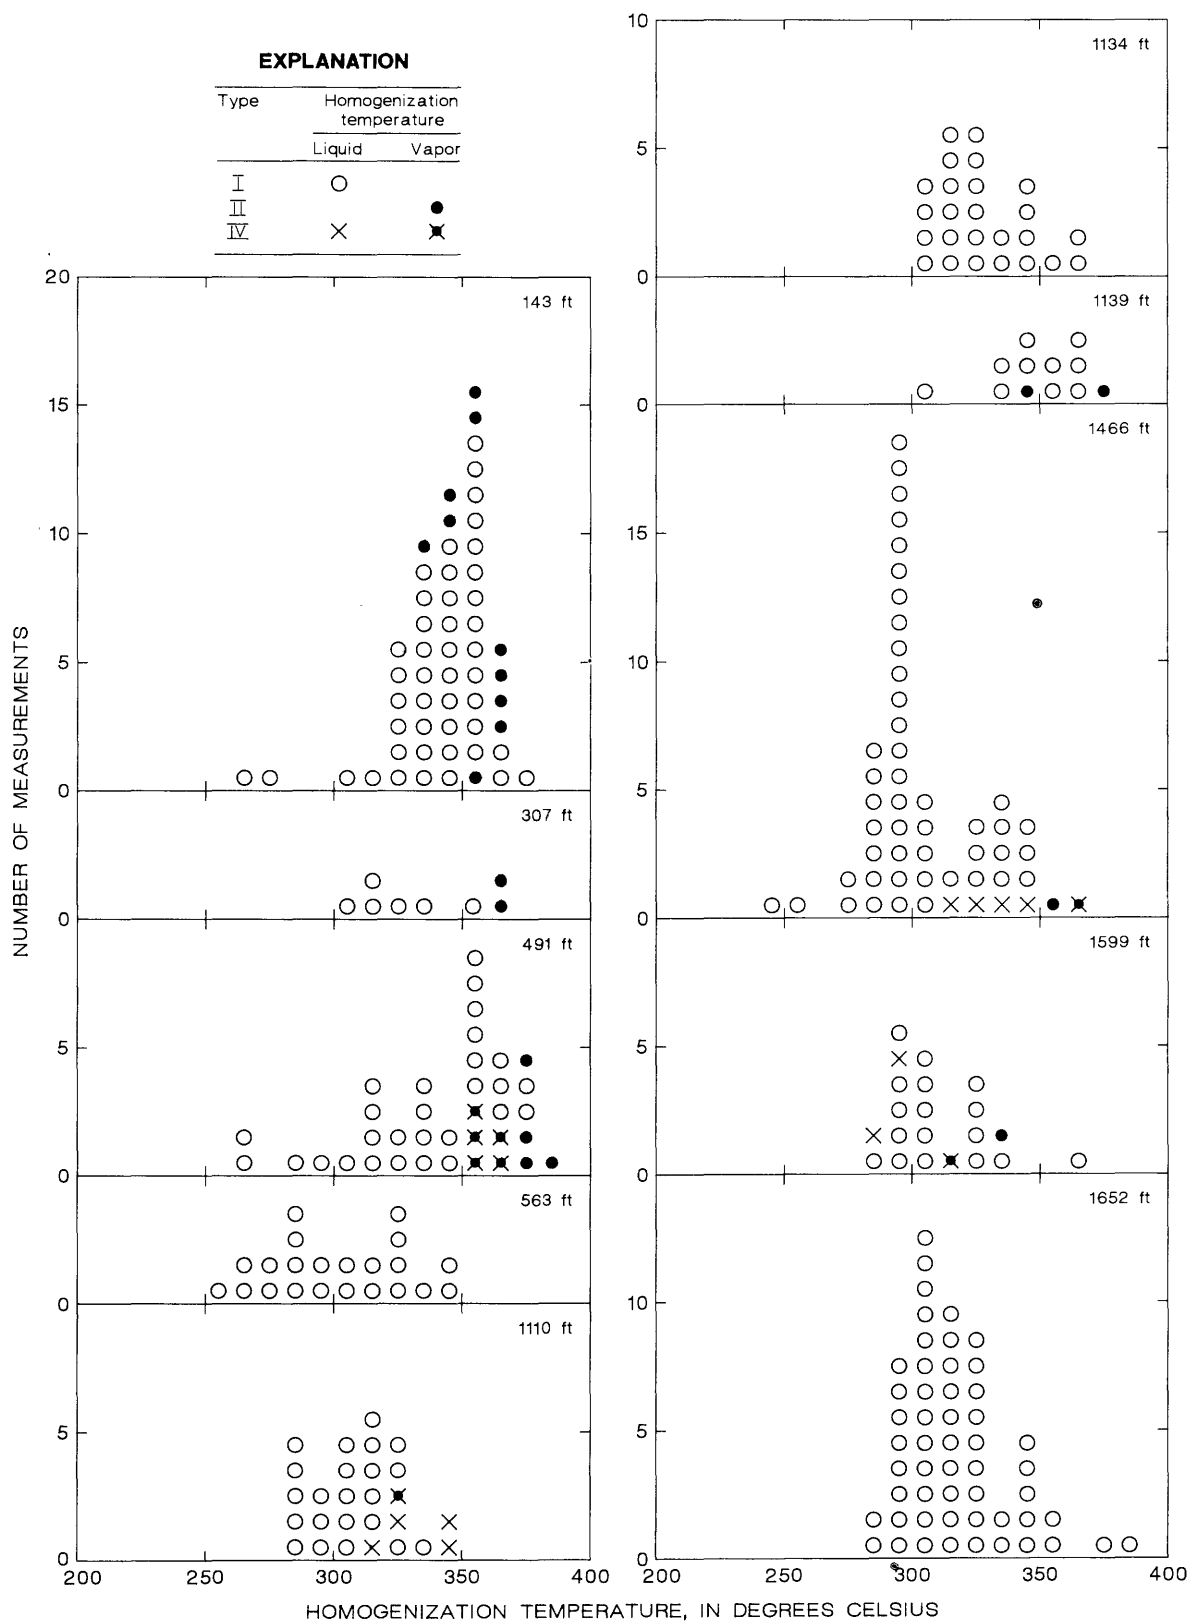 EXPLANATION
Type Homogenization
temperature
Liquid Vapor
I
II
IV
NUMBER OF MEASUREMENTS
20
143 ft
15
10
5
0
307 ft
0
491 ft
5
0
563 ft
0
1110 ft
5
0
200 250 300 350 400
10
1134 ft
5
0
1139 ft
0
1466 ft
15
10
5
0
1599 ft
5
0
1652 ft
10
5
0
200 250 300 350 400
HOMOGENIZATION TEMPERATURE, IN DEGREES CELSIUS